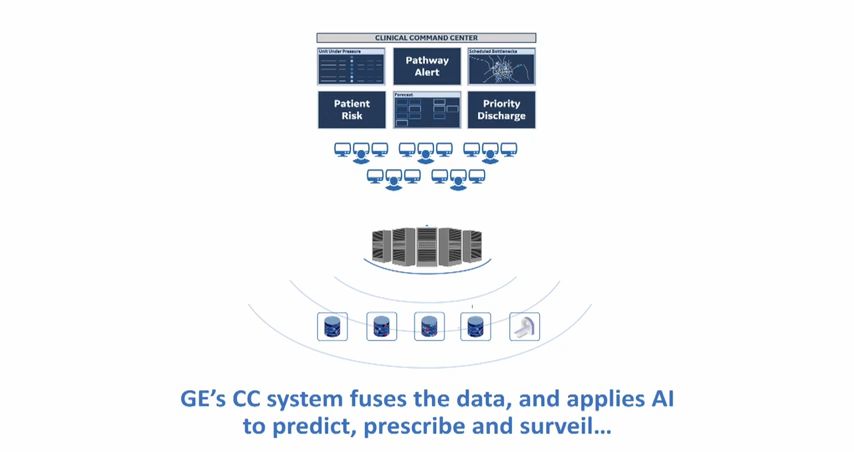 CLINICAL COMMAND CENTER
Unit Under Pressure
Pathway
Alert
Scheduled Bottlenecks
Patient
Risk
Forecast
Priority
Discharge
GE’s CC system fuses the data, and applies AI
to predict, prescribe and surveil…